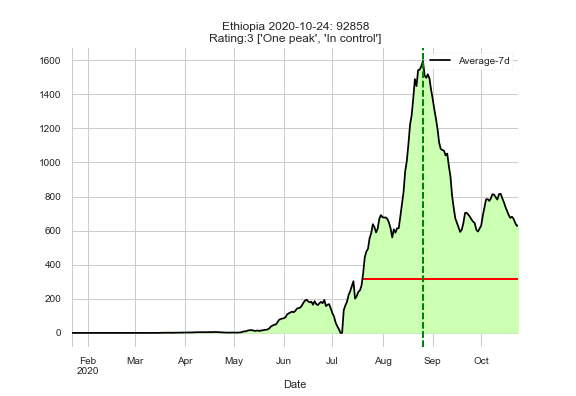 Ethiopia 2020-10-24: 92858
Rating:3 ['One peak', 'In control']
Average-7d
1600
1400
1200
1000
800
600
400
200
0
Feb Mar Apr May Jun Jul Aug Sep Oct
2020
Date